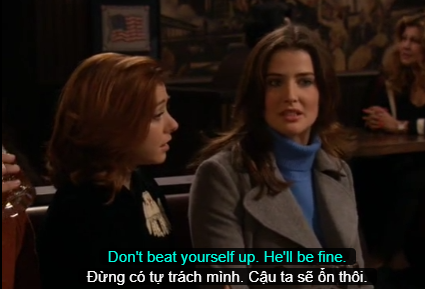 Don't beat yourself up. He'll be fine.
Đừng có tự trách mình. Cậu ta sẽ ổn thôi.